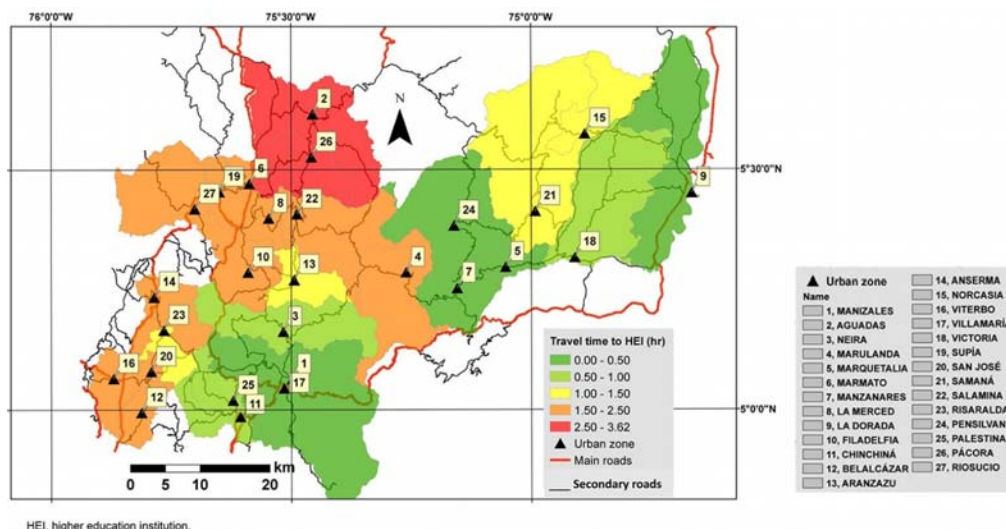 76°0'0"W 75°30'0"W 75°0'0"W
2
15
26
5°30'0"N
19 6
9
27 8 22
21
24
18
10 13 4 5
7
14
23 3
20
16
1
25 17
12 11
5°0'0"N
N
km
0 5 10 20
Travel time to HEI (hr)
0.00 - 0.50
0.50 - 1.00
1.00 - 1.50
1.50 - 2.50
2.50 - 3.62
Urban zone
Main roads
Secondary roads
Urban zone
Name
1, MANIZALES
2, AGUADAS
3, NEIRA
4, MARULANDA
5, MARQUETALIA
6, MARMATO
7, MANZANARES
8, LA MERCED
9, LA DORADA
10, FILADELFIA
11, CHINCHINÁ
12, BELALCÁZAR
13, ARANZAZU
14, ANSERMA
15, NORCASIA
16, VITERBO
17, VILLAMARÍA
18, VICTORIA
19, SUPÍA
20, SAN JOSÉ
21, SAMANÁ
22, SALAMINA
23, RISARALDA
24, PENSILVAN
25, PALESTINA
26, PÁCORA
27, RIOSUCIO
HEI, higher education institution.